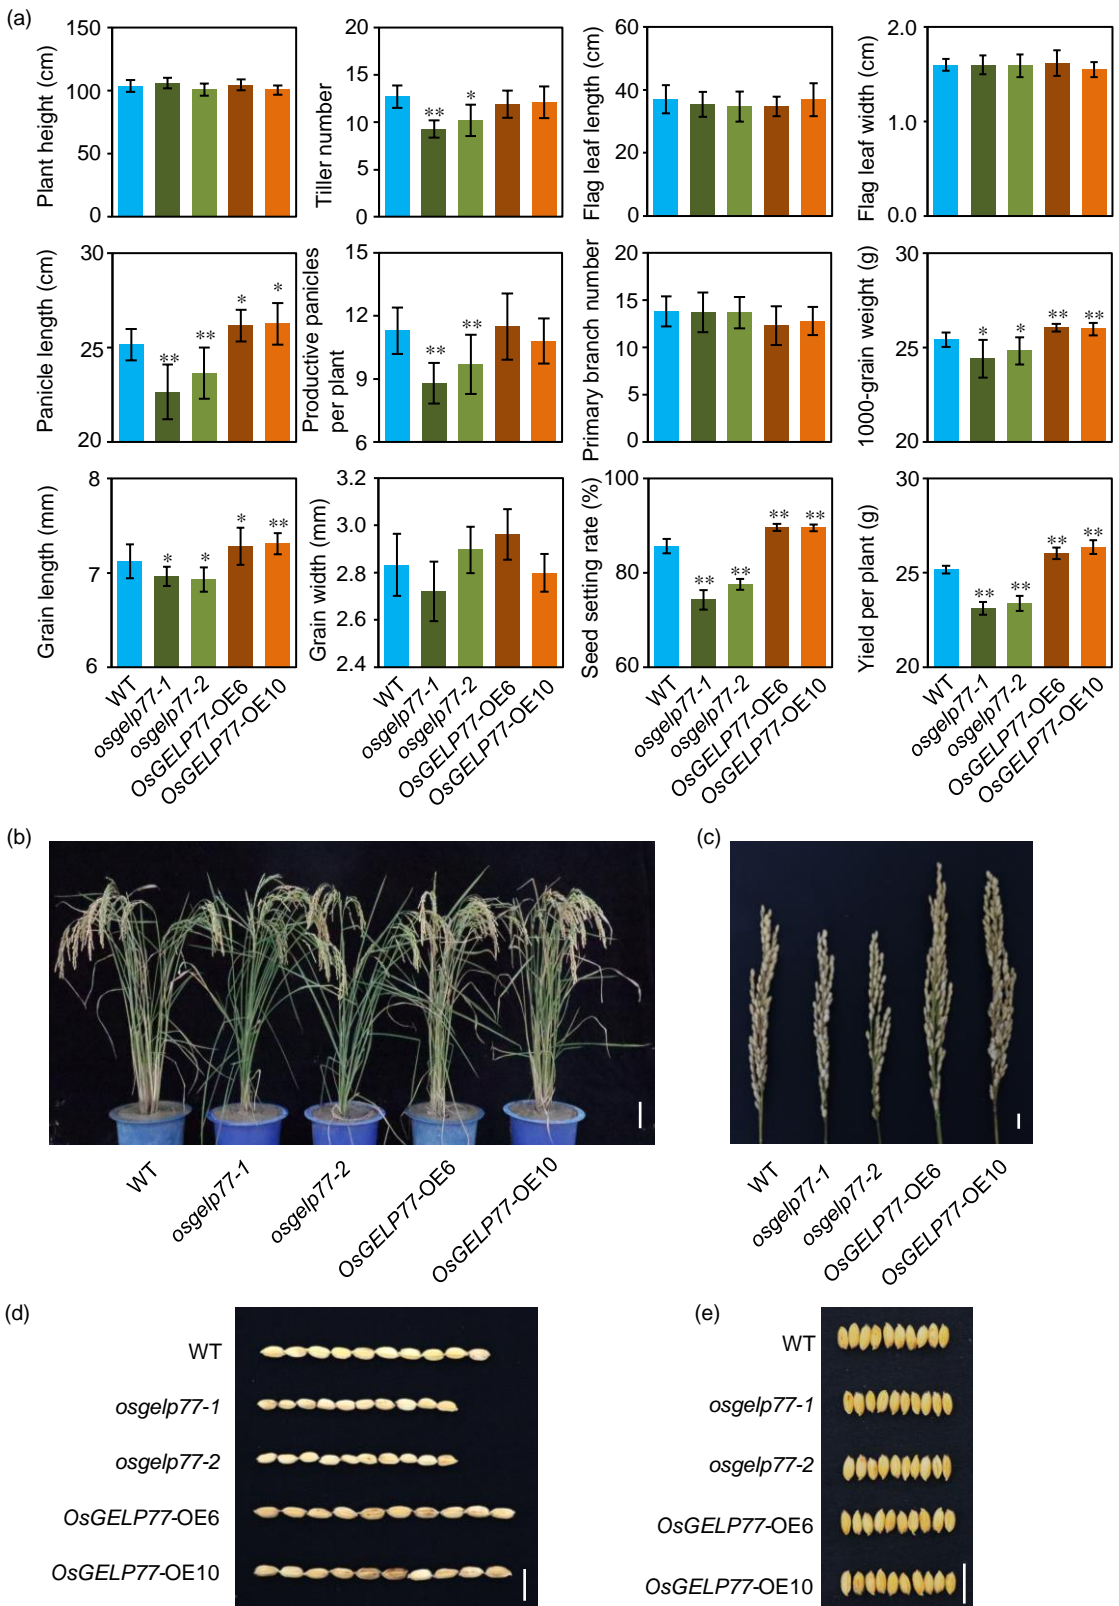 (a)
Plant height (cm)
150
100
50
0
Tiller number
20
15
10
5
0
**
*
Flag leaf length (cm)
60
40
20
0
Flag leaf width (cm)
2.0
1.0
0.0
Panicle length (cm)
30
25
20
**
**
*
*
Productive panicles
per plant
15
12
9
6
**
**
Primary branch number
20
15
10
5
0
1000-grain weight (g)
30
25
20
*
*
**
**
Grain length (mm)
8
7
6
*
*
*
**
Grain width (mm)
3.2
3.0
2.8
2.6
2.4
Seed setting rate (%)
100
80
60
**
**
**
**
Yield per plant (g)
30
25
20
**
**
**
**
WT
osgelp77-1
osgelp77-2
OsGELP77-OE6
OsGELP77-OE10
WT
osgelp77-1
osgelp77-2
OsGELP77-OE6
OsGELP77-OE10
WT
osgelp77-1
osgelp77-2
OsGELP77-OE6
OsGELP77-OE10
WT
osgelp77-1
osgelp77-2
OsGELP77-OE6
OsGELP77-OE10
(b)
WT
osgelp77-1
osgelp77-2
OsGELP77-OE6
OsGELP77-OE10
(c)
WT
osgelp77-1
osgelp77-2
OsGELP77-OE6
OsGELP77-OE10
(d)
WT
osgelp77-1
osgelp77-2
OsGELP77-OE6
OsGELP77-OE10
(e)
WT
osgelp77-1
osgelp77-2
OsGELP77-OE6
OsGELP77-OE10